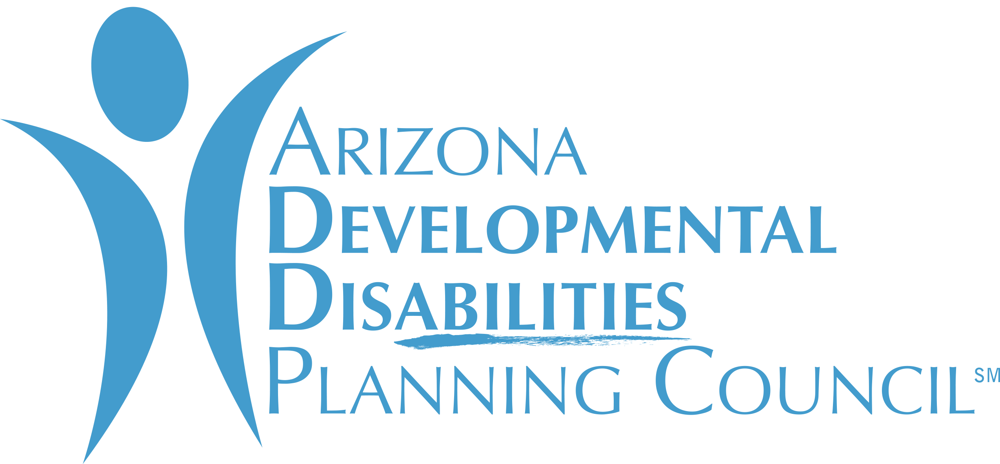 ARIZONA
DEVELOPMENTAL
DISABILITIES
PLANNING COUNCIL SM